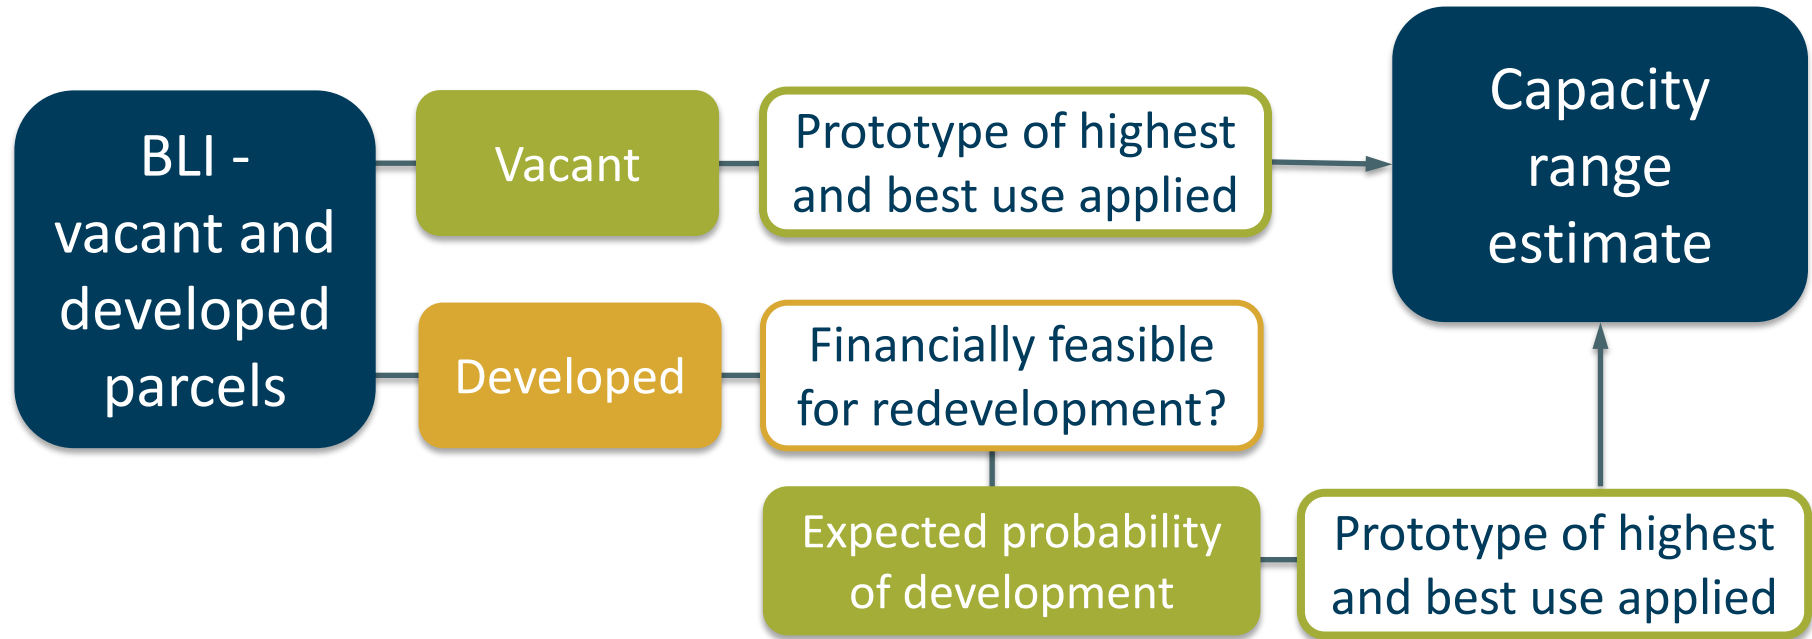 BLI -
vacant and
developed
parcels
Vacant
Prototype of highest
and best use applied
Capacity
range
estimate
Developed
Financially feasible
for redevelopment?
Expected probability
of development
Prototype of highest
and best use applied